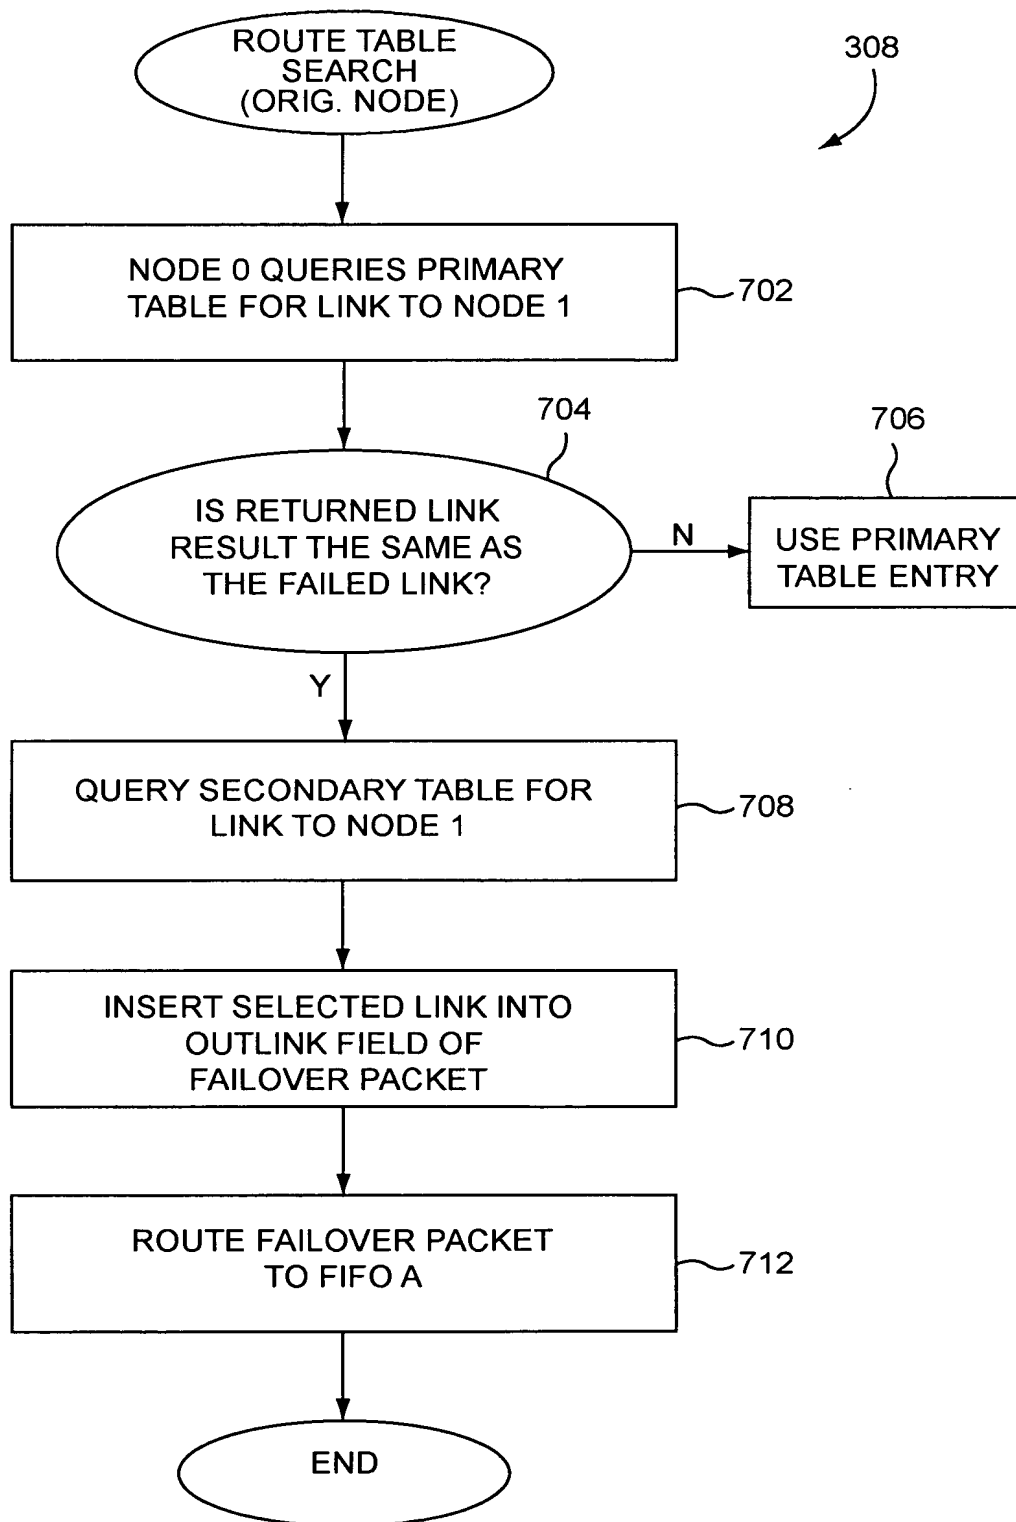 ROUTE TABLE
SEARCH
(ORIG. NODE)
308
NODE 0 QUERIES PRIMARY
TABLE FOR LINK TO NODE 1
702
704
706
IS RETURNED LINK
RESULT THE SAME AS
THE FAILED LINK?
N
USE PRIMARY
TABLE ENTRY
Y
QUERY SECONDARY TABLE FOR
LINK TO NODE 1
708
INSERT SELECTED LINK INTO
OUTLINK FIELD OF
FAILOVER PACKET
710
ROUTE FAILOVER PACKET
TO FIFO A
712
END